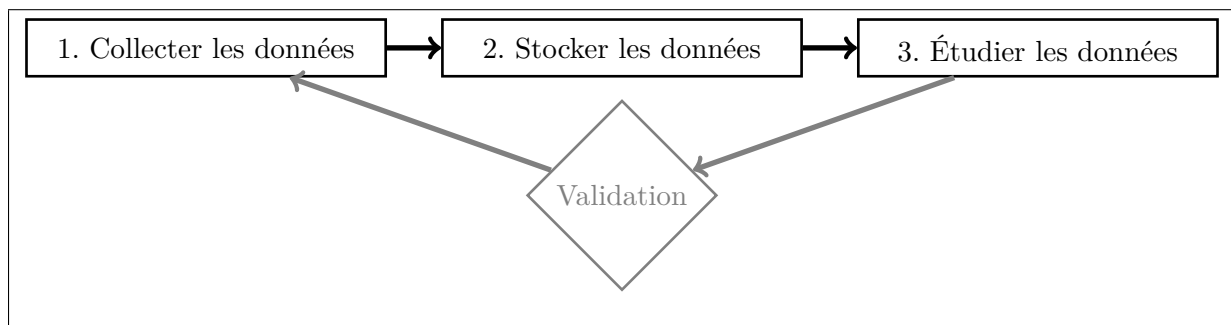 1. Collecter les données
2. Stocker les données
3. Étudier les données
Validation